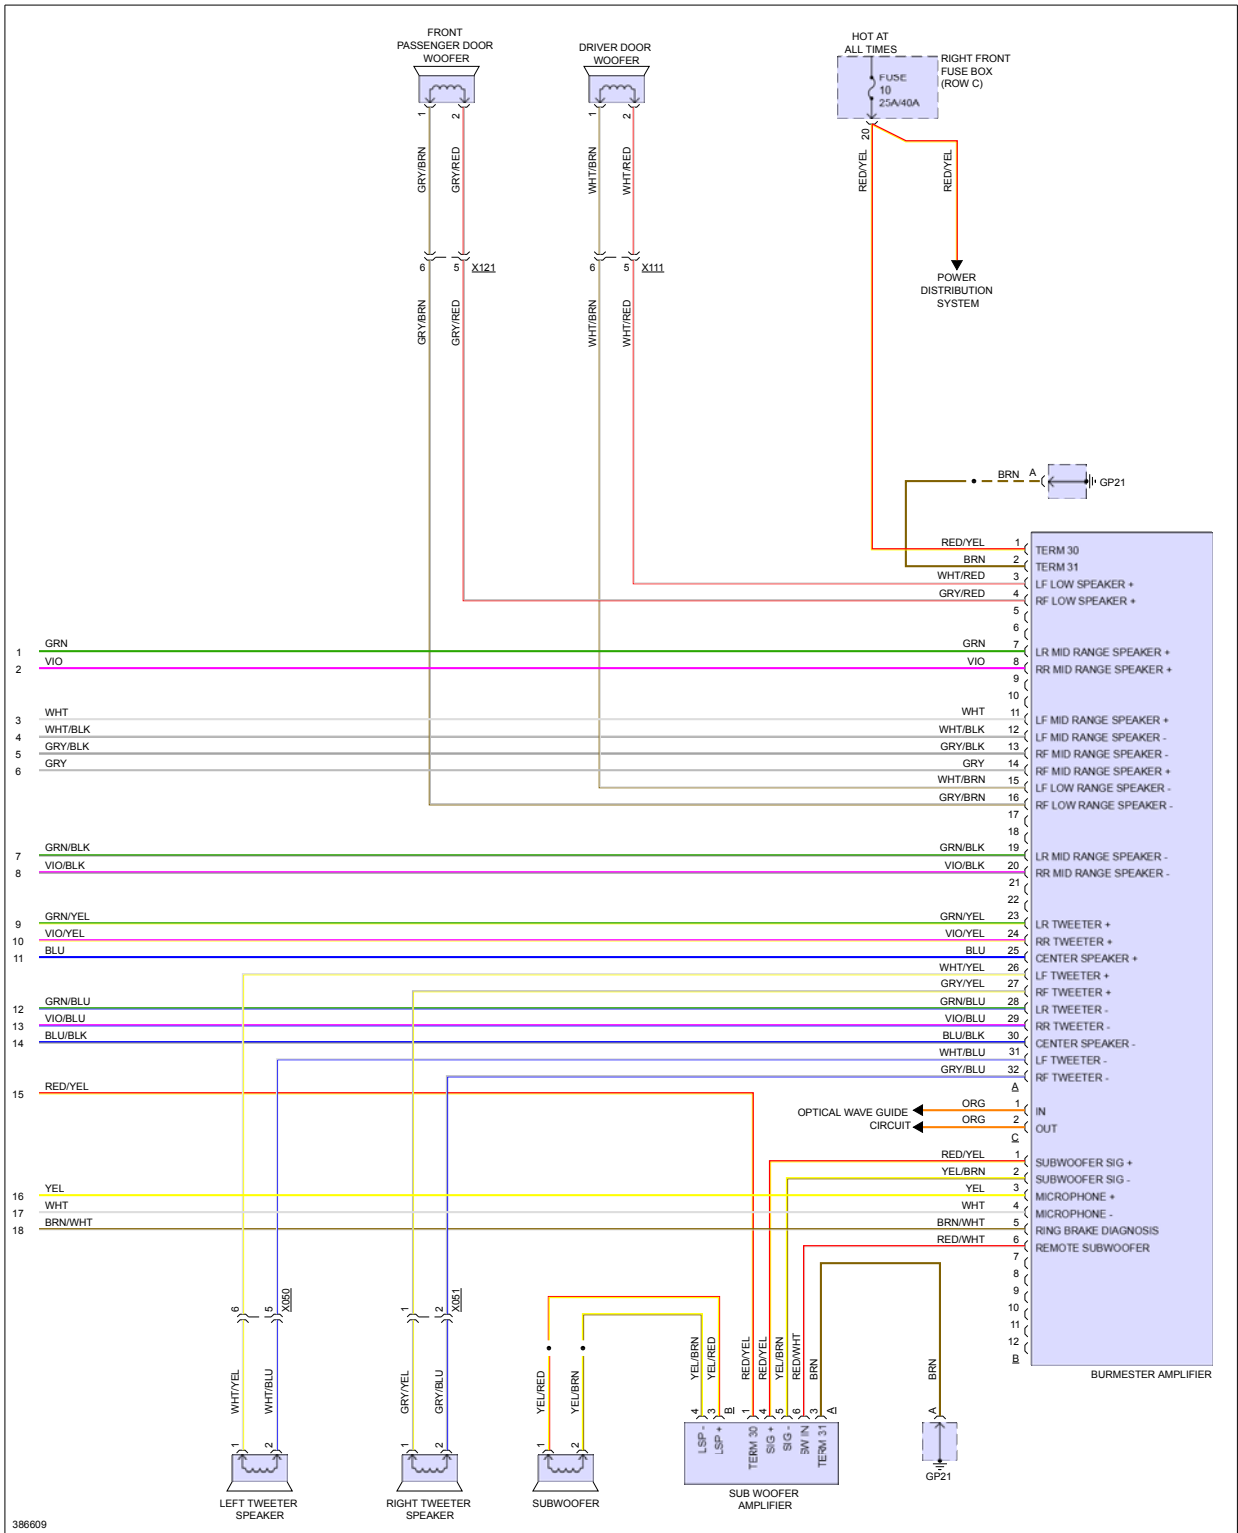 FRONT
PASSENGER DOOR
WOOFER
DRIVER DOOR
WOOFER
HOT AT
ALL TIMES
RIGHT FRONT
FUSE BOX
(ROW C)
FUSE
10
25A/40A
1
2
1
2
20
GRY/BRN
GRY/RED
WHT/BRN
WHT/RED
RED/YEL
RED/YEL
6
5
X121
6
5
X111
POWER
DISTRIBUTION
SYSTEM
GRY/BRN
GRY/RED
WHT/BRN
WHT/RED
BRN
A
GP21
RED/YEL 1 TERM 30
BRN 2 TERM 31
WHT/RED 3 LF LOW SPEAKER +
GRY/RED 4 RF LOW SPEAKER +
5
6
1 GRN GRN 7 LR MID RANGE SPEAKER +
2 VIO VIO 8 RR MID RANGE SPEAKER +
9
10
3 WHT WHT 11 LF MID RANGE SPEAKER +
4 WHT/BLK WHT/BLK 12 LF MID RANGE SPEAKER -
5 GRY/BLK GRY/BLK 13 RF MID RANGE SPEAKER -
6 GRY GRY 14 RF MID RANGE SPEAKER +
WHT/BRN 15 LF LOW RANGE SPEAKER -
GRY/BRN 16 RF LOW RANGE SPEAKER -
17
18
7 GRN/BLK GRN/BLK 19 LR MID RANGE SPEAKER -
8 VIO/BLK VIO/BLK 20 RR MID RANGE SPEAKER -
21
22
9 GRN/YEL GRN/YEL 23 LR TWEETER +
10 VIO/YEL VIO/YEL 24 RR TWEETER +
11 BLU BLU 25 CENTER SPEAKER +
WHT/YEL 26 LF TWEETER +
GRY/YEL 27 RF TWEETER +
12 GRN/BLU GRN/BLU 28 LR TWEETER -
13 VIO/BLU VIO/BLU 29 RR TWEETER -
14 BLU/BLK BLU/BLK 30 CENTER SPEAKER -
WHT/BLU 31 LF TWEETER -
GRY/BLU 32 RF TWEETER -
A
15 RED/YEL
OPTICAL WAVE GUIDE
CIRCUIT
ORG 1 IN
ORG 2 OUT
C
RED/YEL 1 SUBWOOFER SIG +
YEL/BRN 2 SUBWOOFER SIG -
16 YEL YEL 3 MICROPHONE +
17 WHT WHT 4 MICROPHONE -
18 BRN/WHT BRN/WHT 5 RING BRAKE DIAGNOSIS
RED/WHT 6 REMOTE SUBWOOFER
7
8
9
10
11
12
B
BURMESTER AMPLIFIER
6
5
X050
1
2
X051
WHT/YEL
WHT/BLU
GRY/YEL
GRY/BLU
YEL/RED
YEL/BRN
YEL/BRN
YEL/RED
RED/YEL
RED/YEL
YEL/BRN
RED/WHT
BRN
BRN
1
2
1
2
1
2
4
3
B
1
4
5
6
3
A
A
LSP -
LSP +
TERM 30
SIG +
SIG -
SW IN
TERM 31
GP21
LEFT TWEETER
SPEAKER
RIGHT TWEETER
SPEAKER
SUBWOOFER
SUB WOOFER
AMPLIFIER
386609